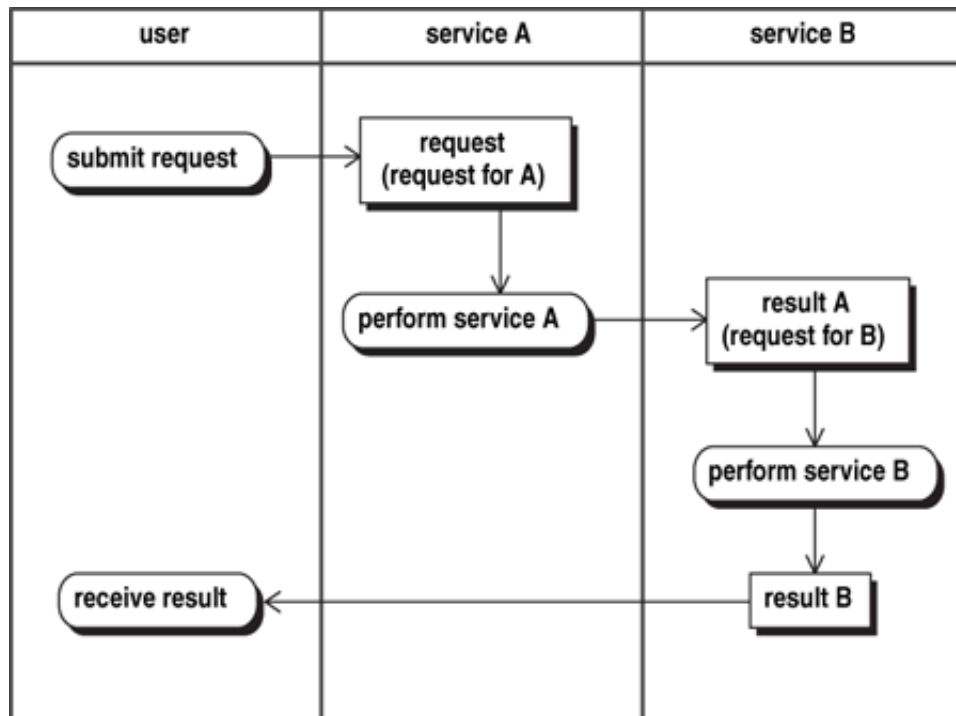 user
service A
service B
submit request
request
(request for A)
perform service A
result A
(request for B)
perform service B
receive result
result B